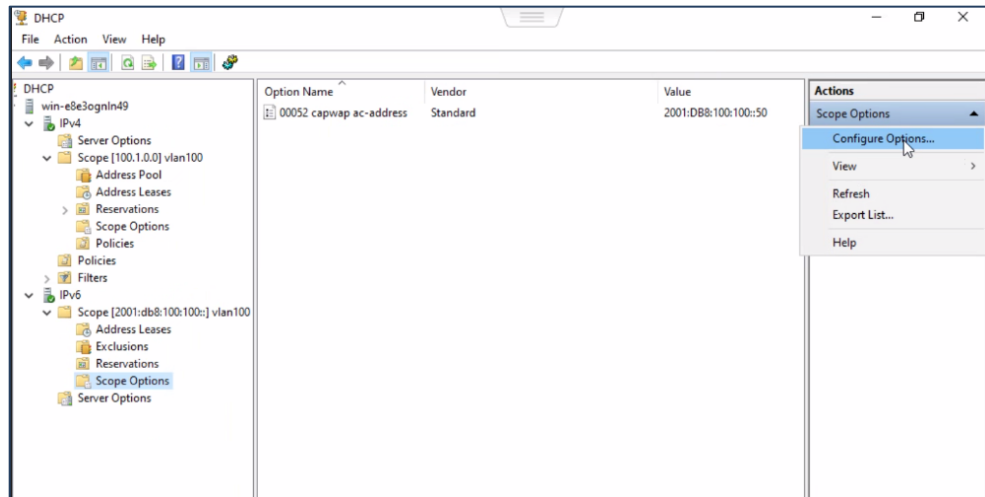 DHCP
File Action View Help
DHCP
win-e8e3ognln49
IPv4
Server Options
Scope [100.1.0.0] vlan100
Address Pool
Address Leases
Reservations
Scope Options
Policies
Policies
Filters
IPv6
Scope [2001:db8:100:100::] vlan100
Address Leases
Exclusions
Reservations
Scope Options
Server Options
Option Name Vendor Value
00052 capwap ac-address Standard 2001:DB8:100:100::50
Actions
Scope Options
Configure Options...
View
Refresh
Export List...
Help